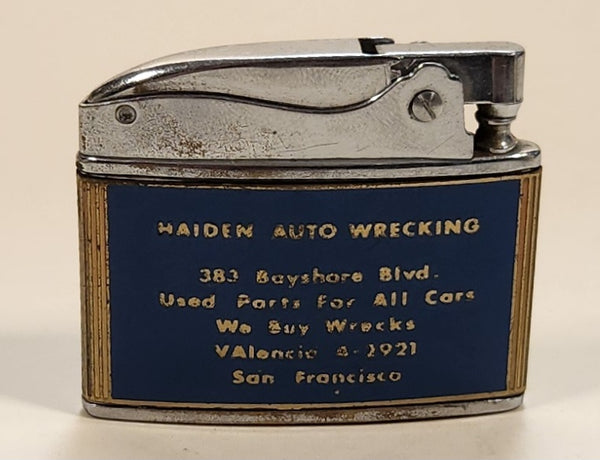 HAIDEN AUTO WRECKING
383 Bayshore Blvd.
Used Parts For All Cars
We Buy Wrecks
VAlencia 4-2921
San Francisco